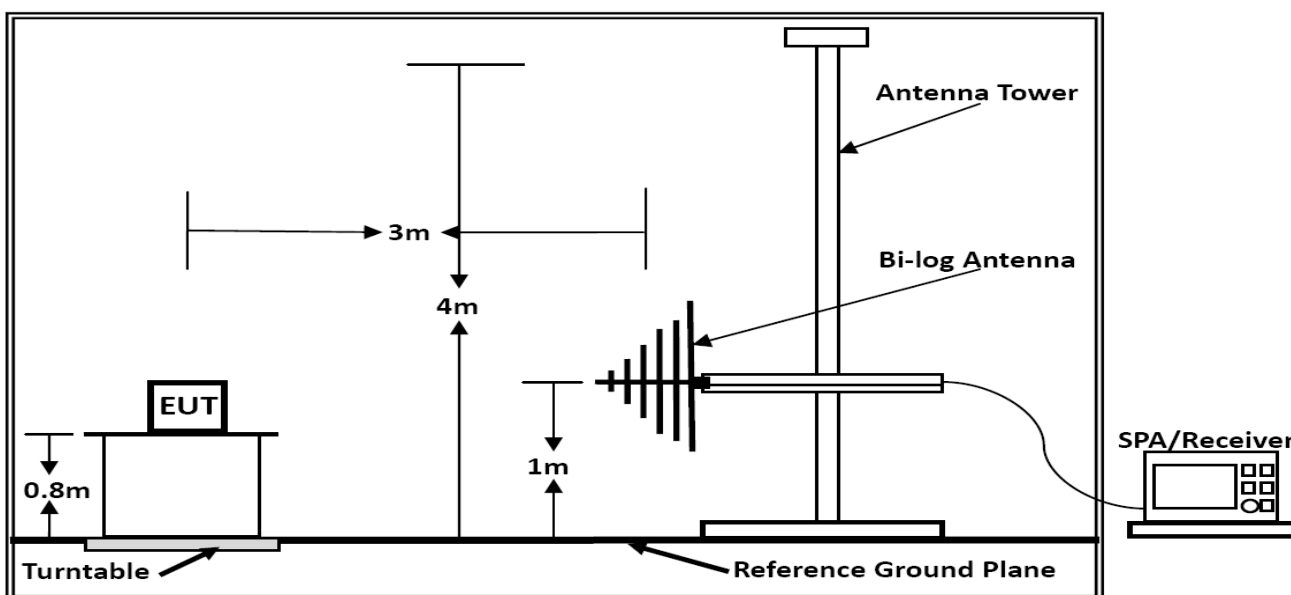 Antenna Tower
3m
Bi-log Antenna
4m
EUT
SPA/Receiver
1m
0.8m
Turntable
Reference Ground Plane